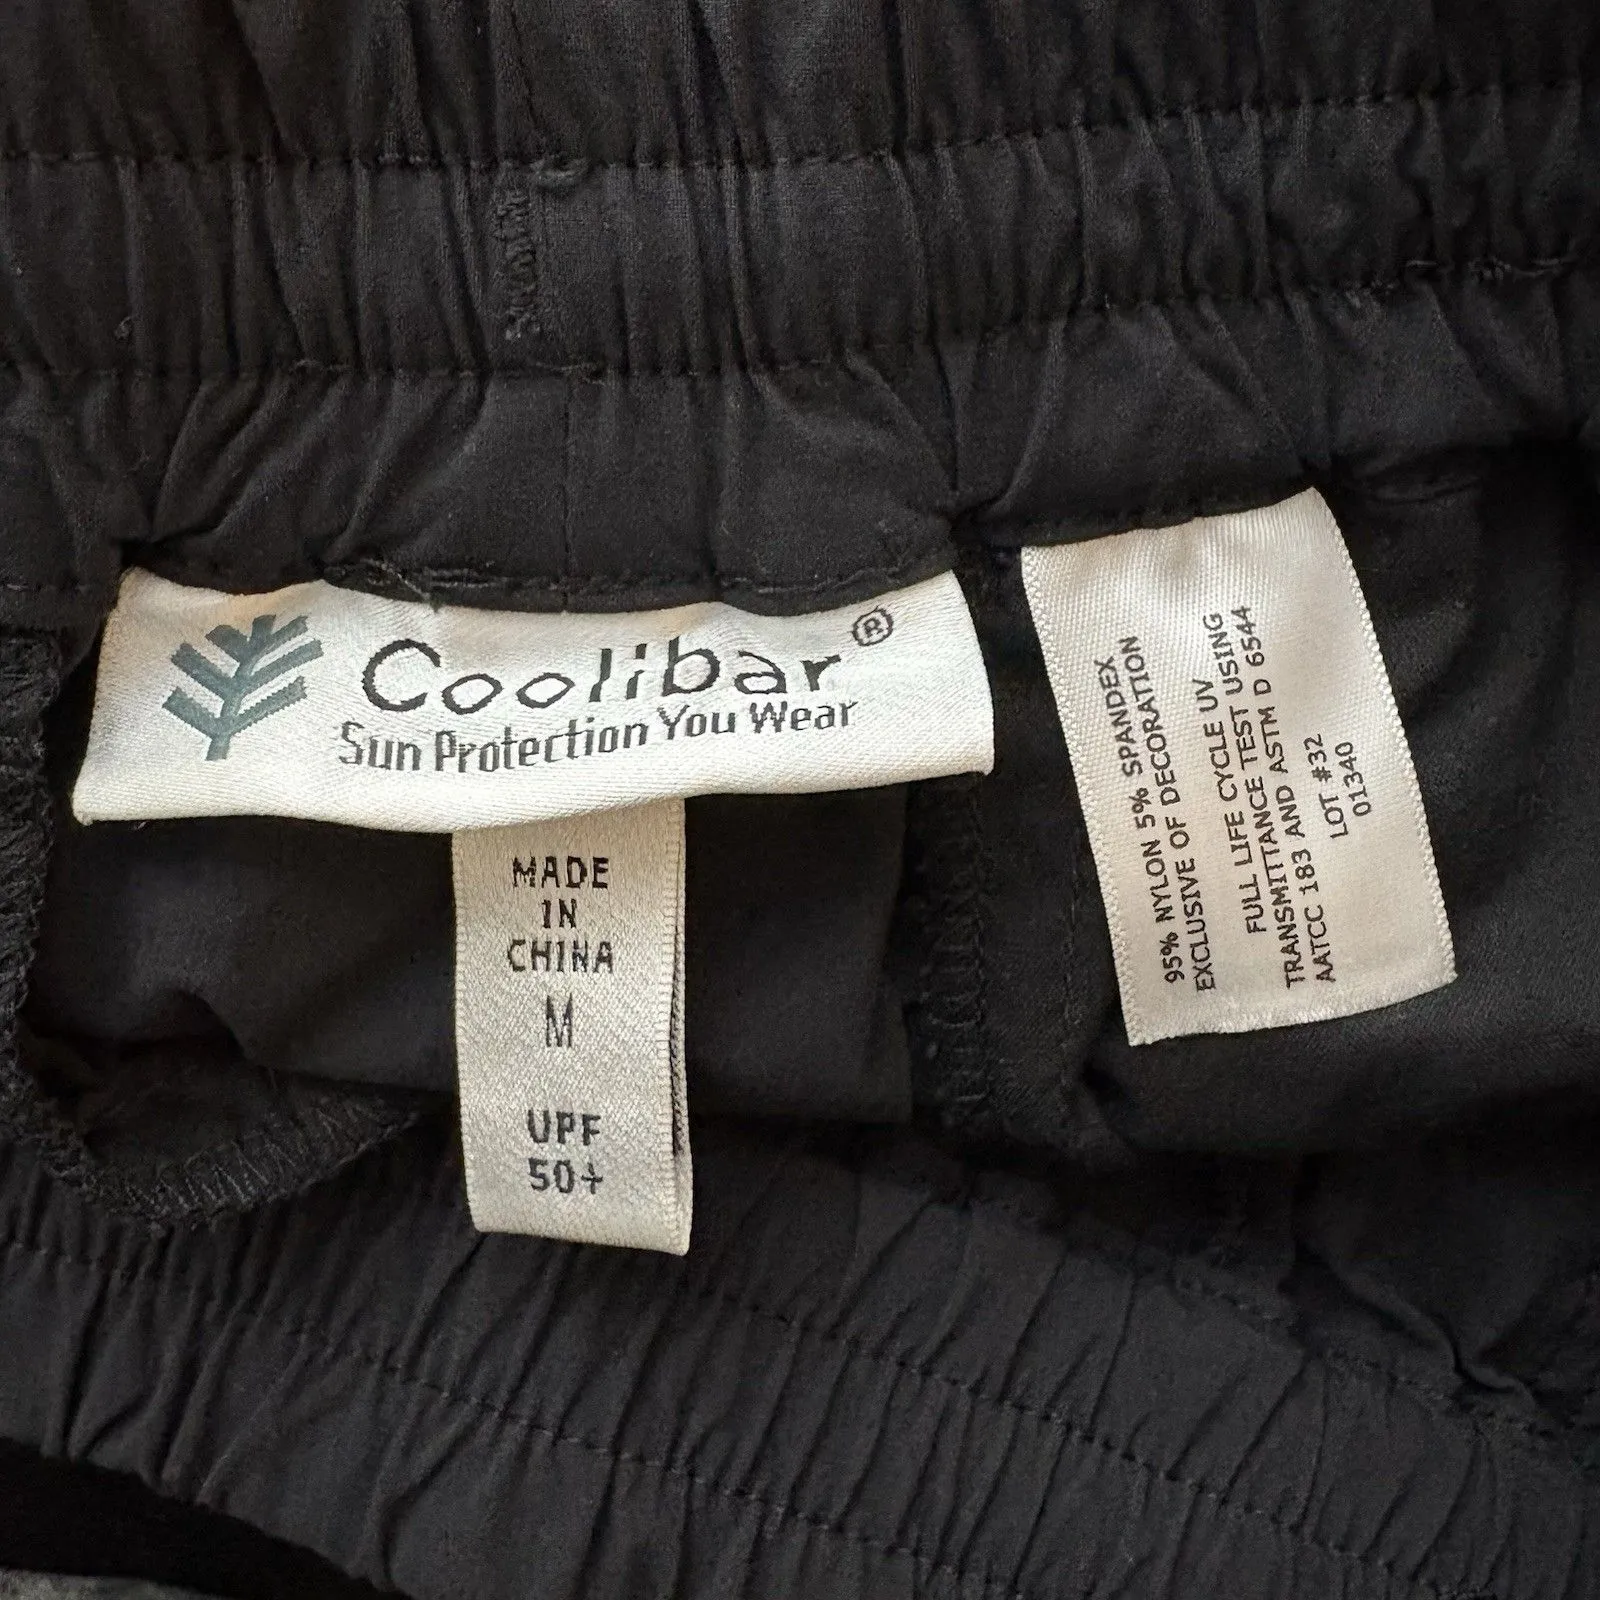 Coolibar®
Sun Protection You Wear
MADE
IN
CHINA
M
UPF
50+
95% NYLON 5% SPANDEX
EXCLUSIVE OF DECORATION
FULL LIFE CYCLE UV
TRANSMITTANCE TEST USING
AATCC 183 AND ASTM D 6544
LOT #32
01340